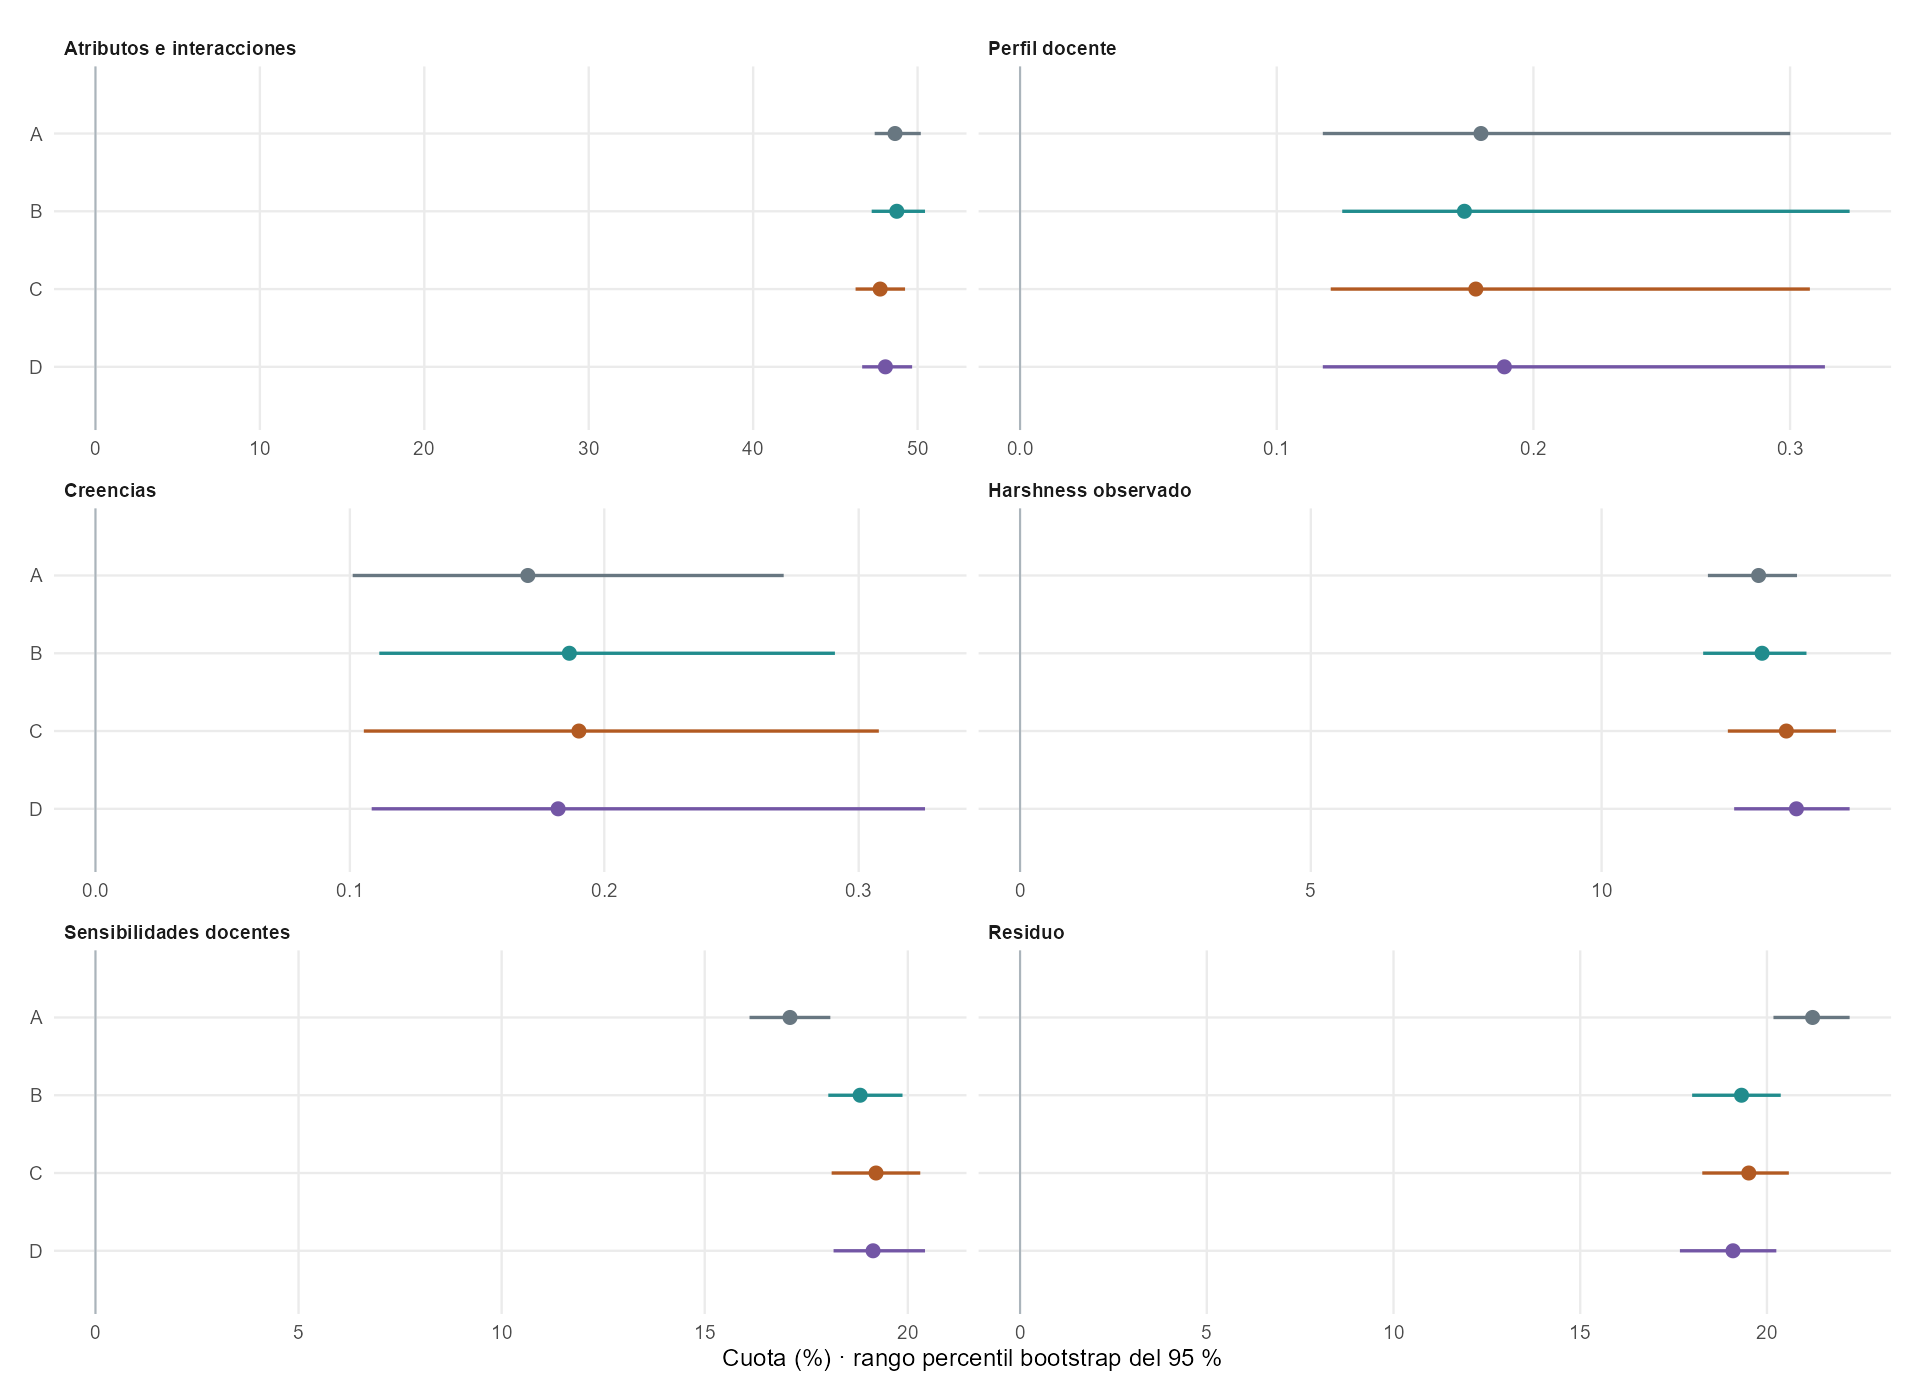 Atributos e interacciones
A
B
C
D
0 10 20 30 40 50
Perfil docente
0.0 0.1 0.2 0.3
Creencias
A
B
C
D
0.0 0.1 0.2 0.3
Harshness observado
0 5 10
Sensibilidades docentes
A
B
C
D
0 5 10 15 20
Residuo
0 5 10 15 20
Cuota (%) · rango percentil bootstrap del 95 %